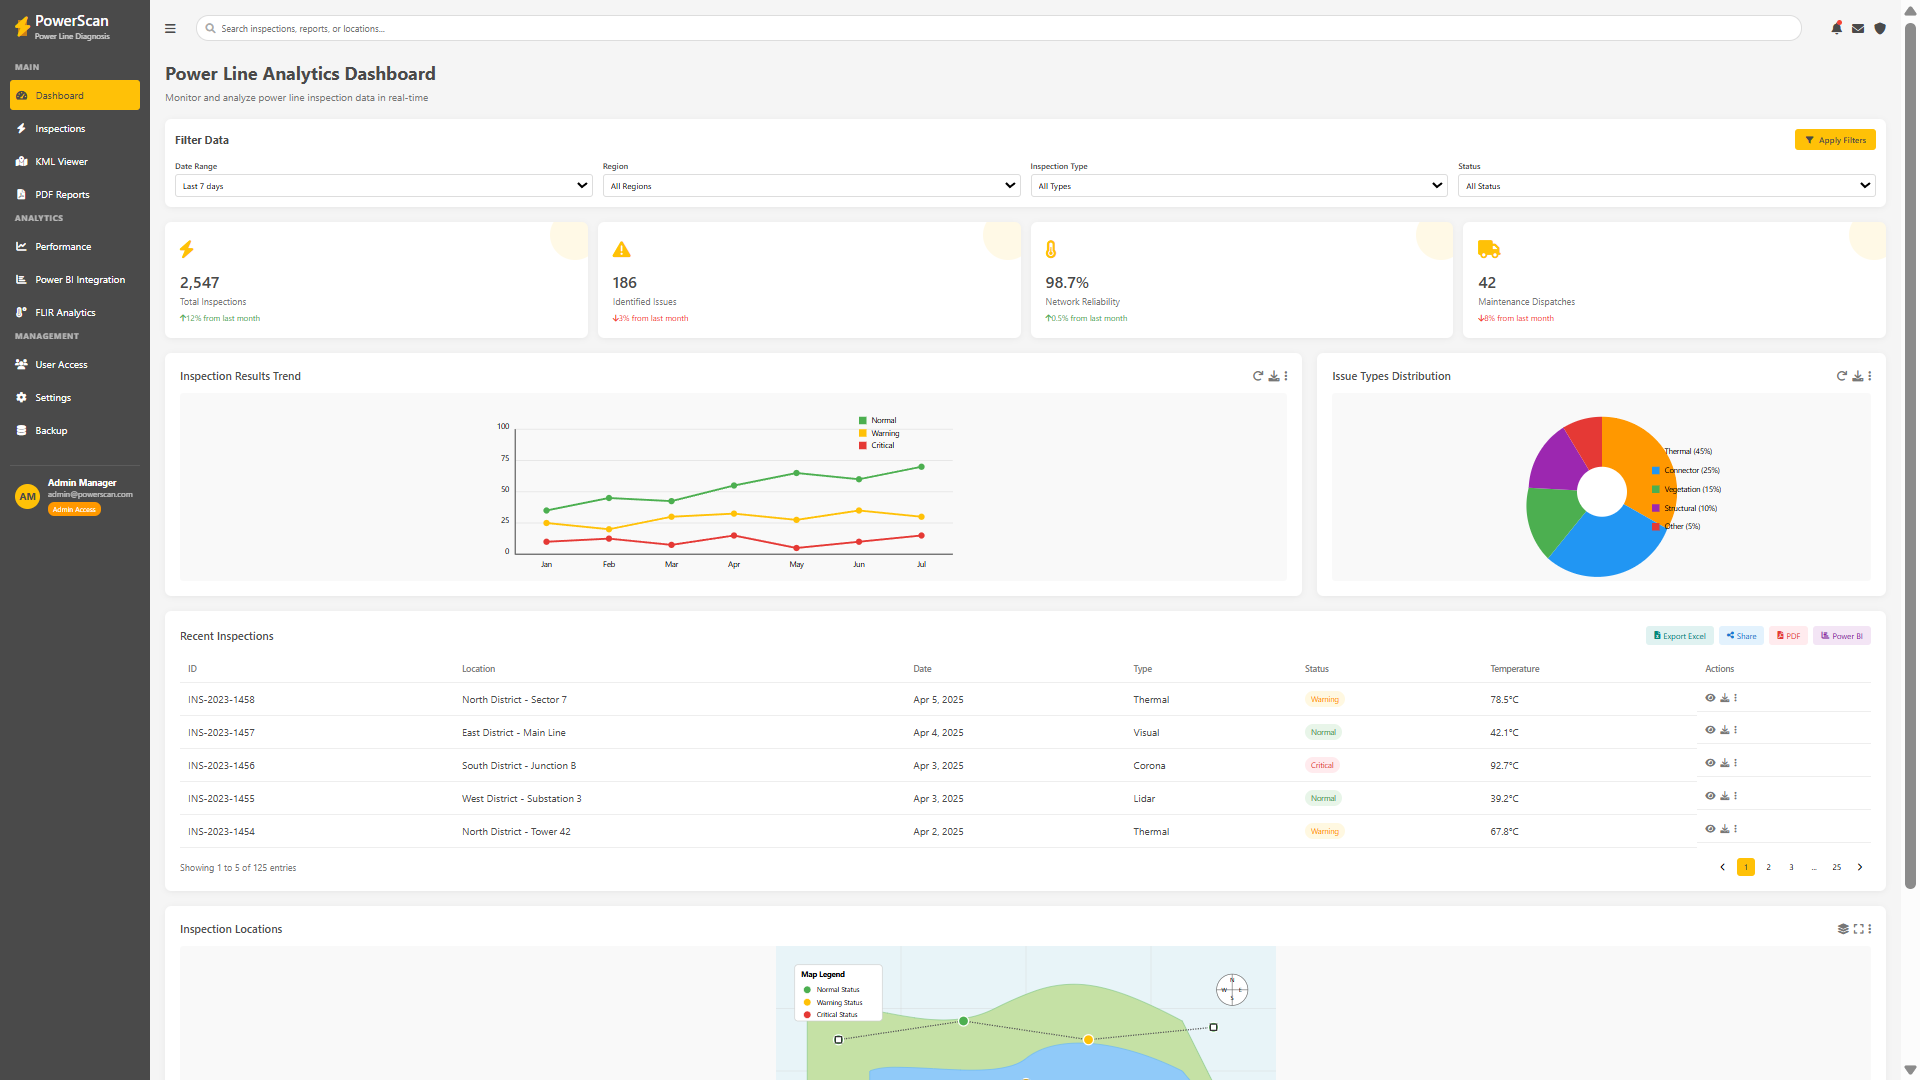 PowerScan
Power Line Diagnosis
MAIN
Dashboard
Inspections
KML Viewer
PDF Reports
ANALYTICS
Performance
Power BI Integration
FLIR Analytics
MANAGEMENT
User Access
Settings
Backup
AM
Admin Manager
admin@powerscan.com
Admin Access
Search inspections, reports, or locations...
Power Line Analytics Dashboard
Monitor and analyze power line inspection data in real-time
Filter Data
Apply Filters
Date Range
Region
Inspection Type
Status
Last 7 days
All Regions
All Types
All Status
2,547
Total Inspections
12% from last month
186
Identified Issues
3% from last month
98.7%
Network Reliability
0.5% from last month
42
Maintenance Dispatches
8% from last month
Inspection Results Trend
100
75
50
25
0
Jan Feb Mar Apr May Jun Jul
Normal
Warning
Critical
Issue Types Distribution
Thermal (45%)
Connector (25%)
Vegetation (15%)
Structural (10%)
Other (5%)
Recent Inspections
Export Excel Share PDF Power BI
ID Location Date Type Status Temperature Actions
INS-2023-1458 North District - Sector 7 Apr 5, 2025 Thermal Warning 78.5°C
INS-2023-1457 East District - Main Line Apr 4, 2025 Visual Normal 42.1°C
INS-2023-1456 South District - Junction B Apr 3, 2025 Corona Critical 92.7°C
INS-2023-1455 West District - Substation 3 Apr 3, 2025 Lidar Normal 39.2°C
INS-2023-1454 North District - Tower 42 Apr 2, 2025 Thermal Warning 67.8°C
Showing 1 to 5 of 125 entries
1 2 3 ... 25
Inspection Locations
Map Legend
Normal Status
Warning Status
Critical Status
N
W E
S